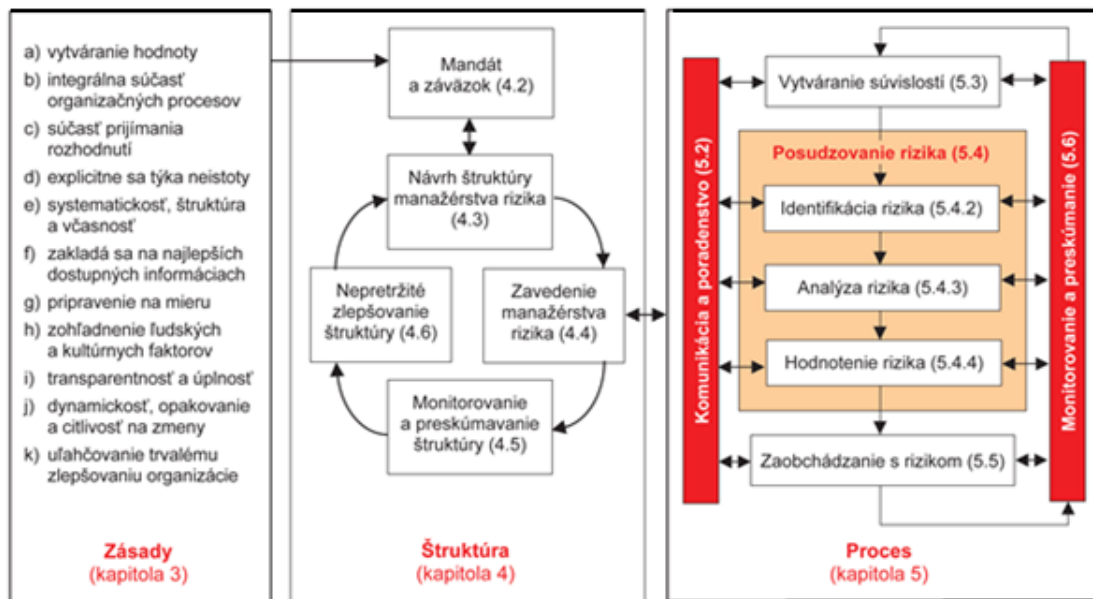 a) vytváranie hodnoty
b) integrálna súčasť
organizačných procesov
c) súčasť prijímania
rozhodnutí
d) explicitne sa týka neistoty
e) systematickosť, štruktúra
a včasnosť
f) zakladá sa na najlepších
dostupných informáciach
g) pripravenie na mieru
h) zohľadnenie ľudských
a kultúrnych faktorov
i) transparentnosť a úplnosť
j) dynamickosť, opakovanie
a citlivosť na zmeny
k) uľahčovanie trvalému
zlepšovaniu organizácie
Zásady
(kapitola 3)
Mandát
a záväzok (4.2)
Návrh štruktúry
manažérstva rizika
(4.3)
Nepretržité
zlepšovanie
štruktúry (4.6)
Zavedenie
manažérstva
rizika (4.4)
Monitorovanie
a preskúmavanie
štruktúry (4.5)
Štruktúra
(kapitola 4)
Komunikácia a poradenstvo (5.2)
Vytváranie súvislostí (5.3)
Posudzovanie rizika (5.4)
Identifikácia rizika (5.4.2)
Analýza rizika (5.4.3)
Hodnotenie rizika (5.4.4)
Zaobchádzanie s rizikom (5.5)
Monitorovanie a preskúmanie (5.6)
Proces
(kapitola 5)